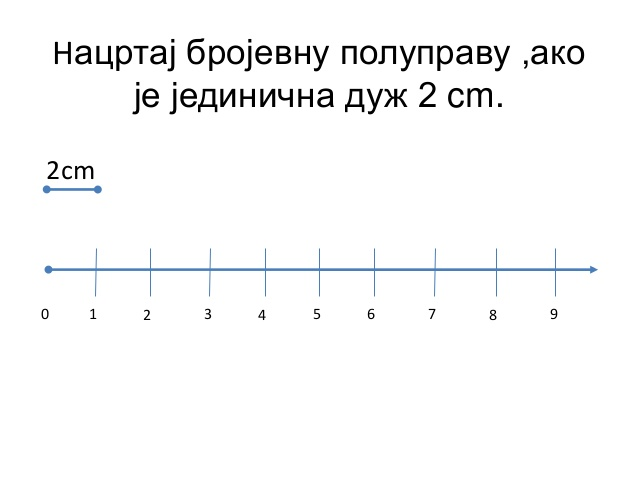 Нацртај бројевну полуправу ,ако
је јединична дуж 2 cm.
2cm
0 1 2 3 4 5 6 7 8 9